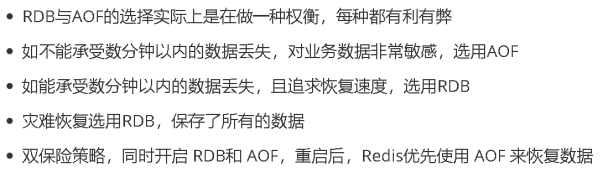 • RDB与AOF的选择实际上是在做一种权衡，每种都有利有弊
• 如不能承受数分钟以内的数据丢失，对业务数据非常敏感，选用AOF
• 如能承受数分钟以内的数据丢失，且追求恢复速度，选用RDB
• 灾难恢复选用RDB，保存了所有的数据
• 双保险策略，同时开启 RDB和 AOF，重启后，Redis优先使用 AOF 来恢复数据